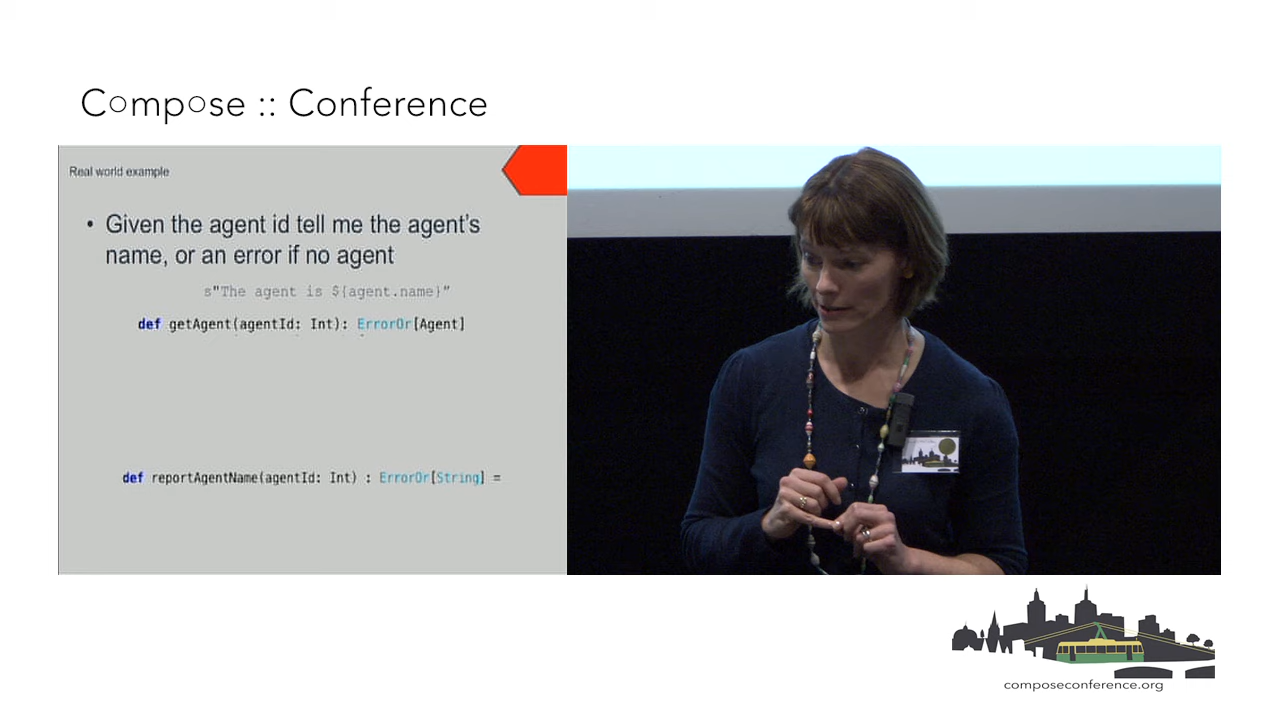 Compose :: Conference
Real world example
• Given the agent id tell me the agent's
name, or an error if no agent
s"The agent is ${agent.name}"
def getAgent(agentId: Int): ErrorOr[Agent]
def reportAgentName(agentId: Int) : ErrorOr[String] =
composeconference.org